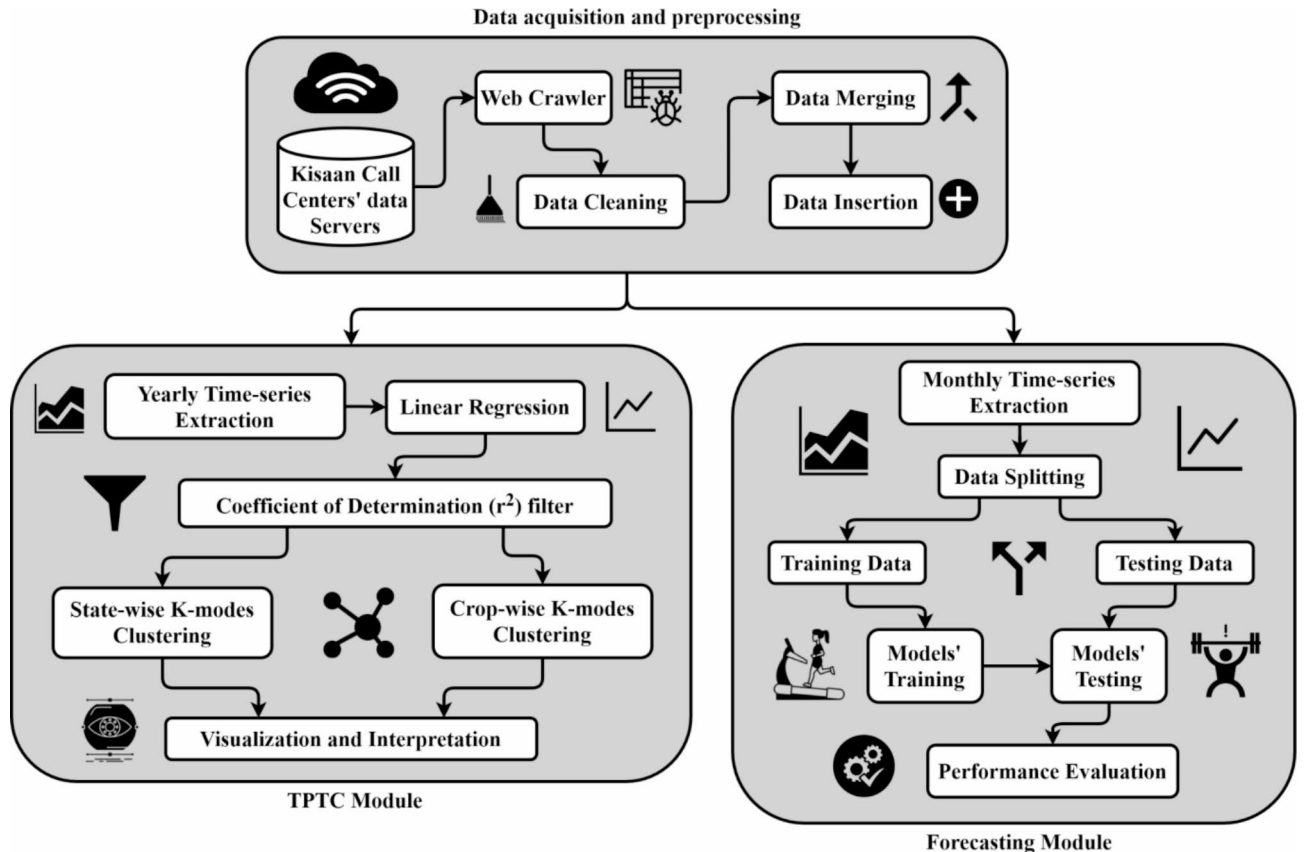 Data acquisition and preprocessing
Web Crawler
Data Merging
Kisaan Call
Centers' data
Servers
Data Cleaning
Data Insertion
Yearly Time-series
Extraction
Linear Regression
Coefficient of Determination (r²) filter
State-wise K-modes
Clustering
Crop-wise K-modes
Clustering
Visualization and Interpretation
TPTC Module
Monthly Time-series
Extraction
Data Splitting
Training Data
Testing Data
Models'
Training
Models'
Testing
!
Performance Evaluation
Forecasting Module